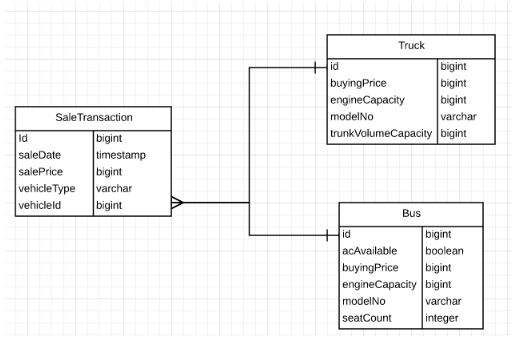 Truck
id bigint
buyingPrice bigint
engineCapacity bigint
modelNo varchar
trunkVolumeCapacity bigint
SaleTransaction
Id bigint
saleDate timestamp
salePrice bigint
vehicleType varchar
vehicleId bigint
Bus
id bigint
acAvailable boolean
buyingPrice bigint
engineCapacity bigint
modelNo varchar
seatCount integer